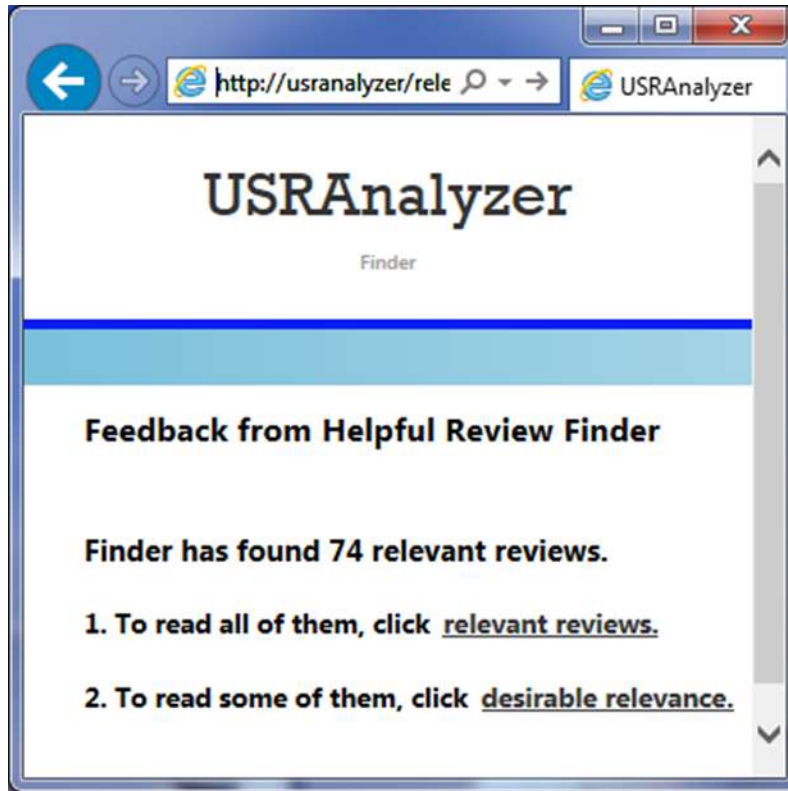 http://usranalyzer/rele
USRAnalyzer
USRAnalyzer
Finder
Feedback from Helpful Review Finder
Finder has found 74 relevant reviews.
1. To read all of them, click relevant reviews.
2. To read some of them, click desirable relevance.